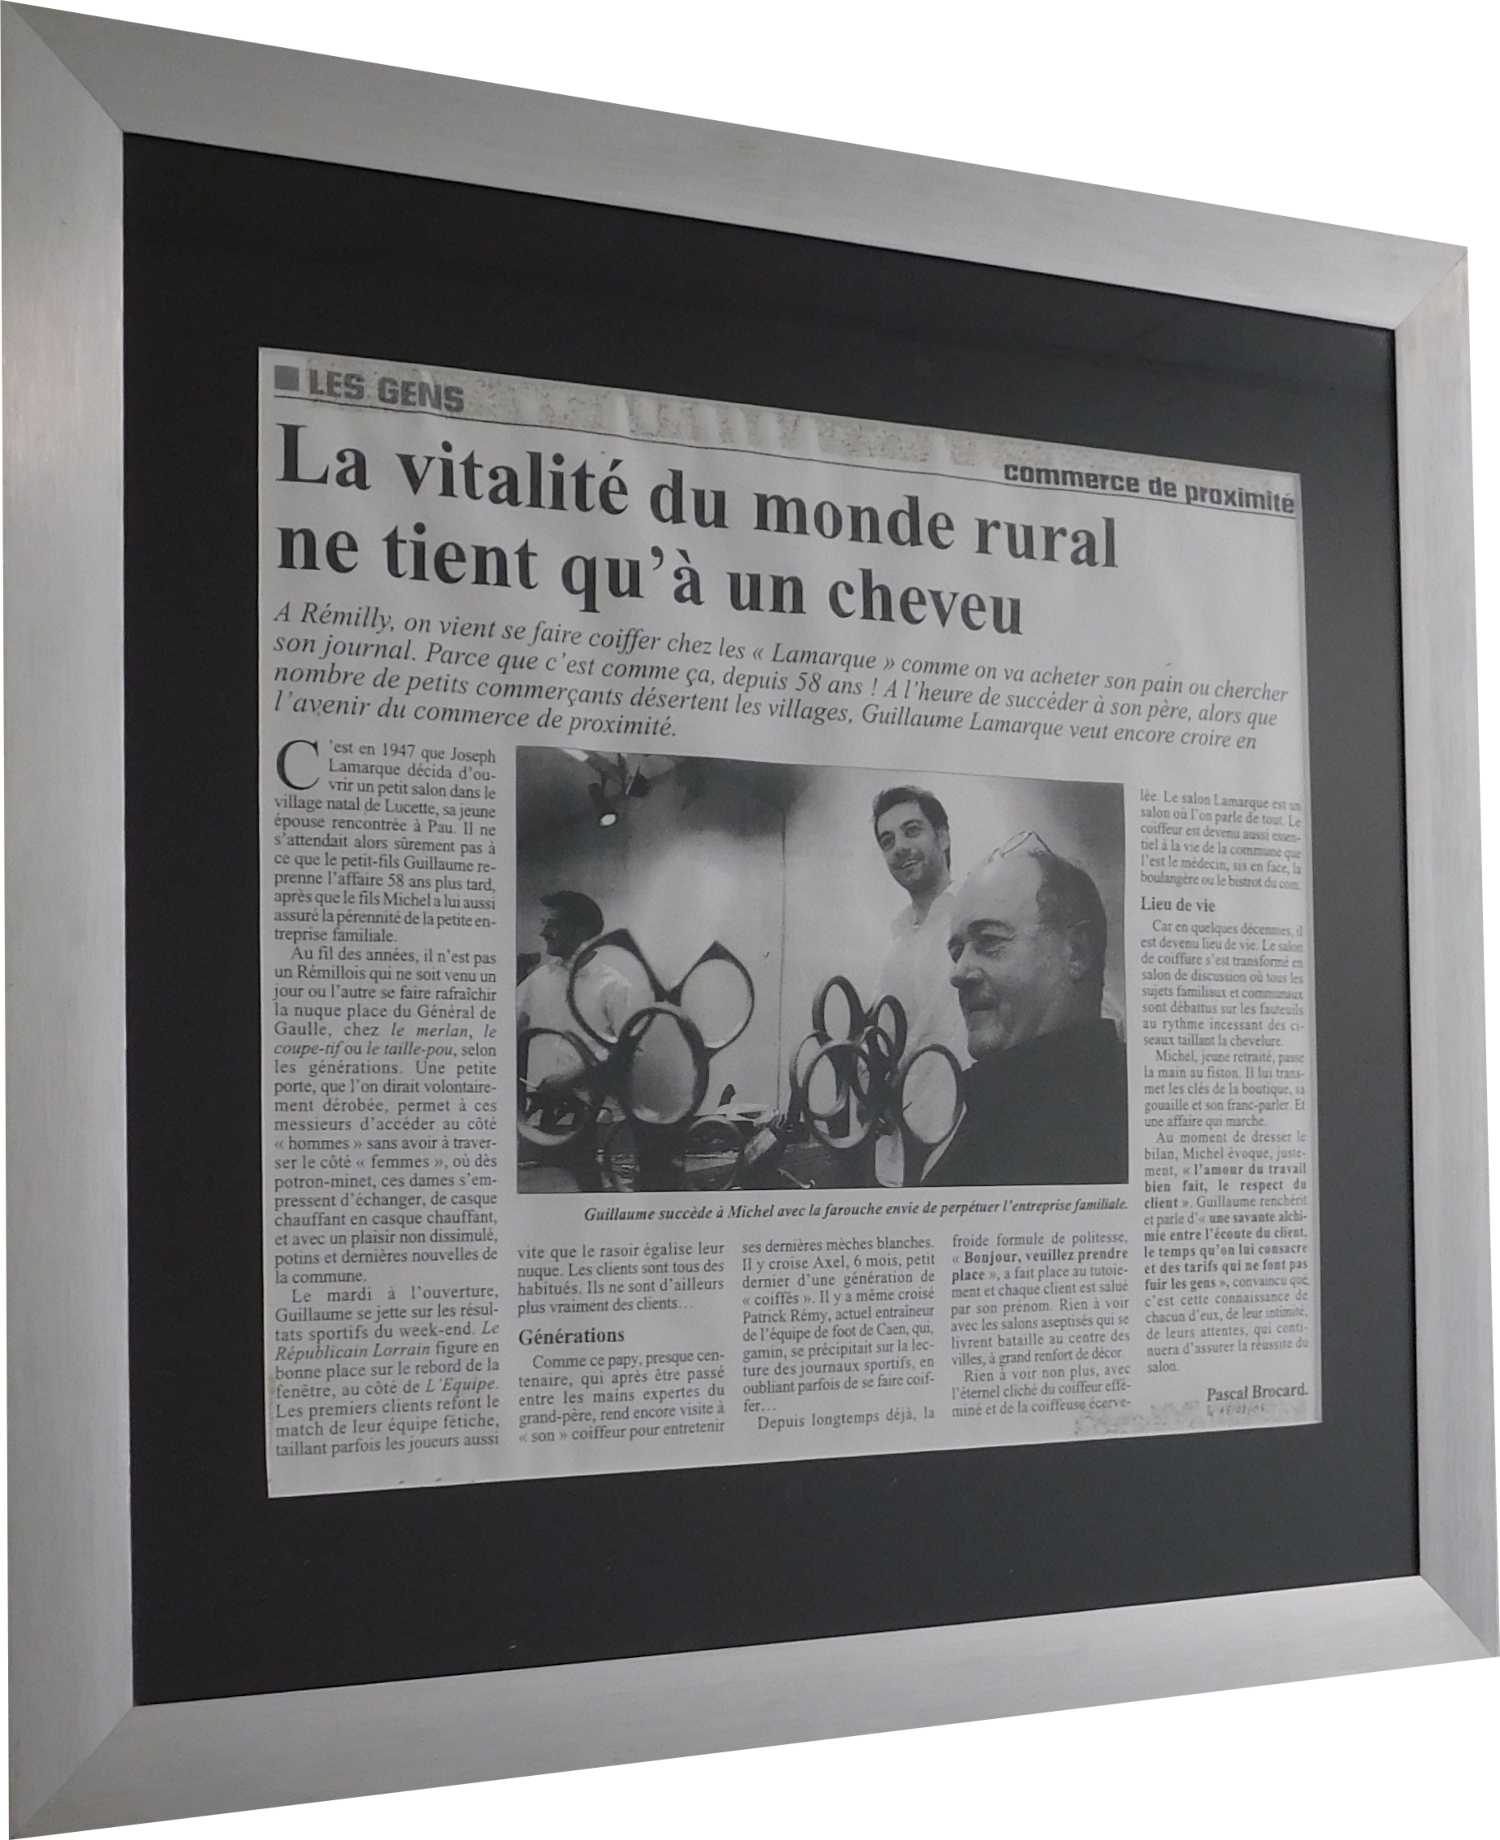 LES GENS
commerce de proximité
La vitalité du monde rural
ne tient qu'à un cheveu
A Rémilly, on vient se faire coiffer chez les « Lamarque » comme on va acheter son pain ou chercher
son journal. Parce que c'est comme ça, depuis 58 ans ! A l'heure de succéder à son père, alors que
nombre de petits commerçants désertent les villages, Guillaume Lamarque veut encore croire en
l'avenir du commerce de proximité.
C'est en 1947 que Joseph
Lamarque décida d'ou-
vrir un petit salon dans le
village natal de Lucette, sa jeune
épouse rencontrée à Pau. Il ne
s'attendait alors sûrement pas à
ce que le petit-fils Guillaume re-
prenne l'affaire 58 ans plus tard,
après que le fils Michel a lui aussi
assuré la pérennité de la petite en-
treprise familiale.
Au fil des années, il n'est pas
un Rémillois qui ne soit venu un
jour ou l'autre se faire rafraîchir
la nuque place du Général de
Gaulle, chez le merlan, le
coupe-tif ou le taille-pou, selon
les générations. Une petite
porte, que l'on dirait volontaire-
ment dérobée, permet à ces
messieurs d'accéder au côté
« hommes » sans avoir à traver-
ser le côté « femmes », où dès
potron-minet, ces dames s'em-
pressent d'échanger, de casque
chauffant en casque chauffant,
et avec un plaisir non dissimulé,
potins et dernières nouvelles de
la commune.
Le mardi à l'ouverture,
Guillaume se jette sur les résul-
tats sportifs du week-end. Le
Républicain Lorrain figure en
bonne place sur le rebord de la
fenêtre, au côté de L'Equipe.
Les premiers clients refont le
match de leur équipe fétiche,
taillant parfois les joueurs aussi
Guillaume succède à Michel avec la farouche envie de perpétuer l'entreprise familiale.
vite que le rasoir égalise leur
nuque. Les clients sont tous des
habitués. Ils ne sont d'ailleurs
plus vraiment des clients…
Générations
Comme ce papy, presque cen-
tenaire, qui après être passé
entre les mains expertes du
grand-père, rend encore visite à
« son » coiffeur pour entretenir
ses dernières mèches blanches.
Il y croise Axel, 6 mois, petit
dernier d'une génération de
« coiffés ». Il y a même croisé
Patrick Rémy, actuel entraîneur
de l'équipe de foot de Caen, qui,
gamin, se précipitait sur la lec-
ture des journaux sportifs, en
oubliant parfois de se faire coif-
fer…
Depuis longtemps déjà, la
froide formule de politesse,
« Bonjour, veuillez prendre
place », a fait place au tutoie-
ment et chaque client est salué
par son prénom. Rien à voir
avec les salons aseptisés qui se
livrent bataille au centre des
villes, à grand renfort de décor.
Rien à voir non plus, avec
l'éternel cliché du coiffeur effé-
miné et de la coiffeuse écerve-
lée. Le salon Lamarque est un
salon où l'on parle de tout. Le
coiffeur est devenu aussi essen-
tiel à la vie de la commune que
l'est le médecin, sis en face, la
boulangère ou le bistrot du coin.
Lieu de vie
Car en quelques décennies, il
est devenu lieu de vie. Le salon
de coiffure s'est transformé en
salon de discussion où tous les
sujets familiaux et communaux
sont débattus sur les fauteuils
au rythme incessant des ci-
seaux taillant la chevelure.
Michel, jeune retraité, passe
la main au fiston. Il lui trans-
met les clés de la boutique, sa
gouaille et son franc-parler. Et
une affaire qui marche.
Au moment de dresser le
bilan, Michel évoque, juste-
ment, « l'amour du travail
bien fait, le respect du
client ». Guillaume renchérit
et parle d'« une savante alchi-
mie entre l'écoute du client,
le temps qu'on lui consacre
et des tarifs qui ne font pas
fuir les gens », convaincu que
c'est cette connaissance de
chacun d'eux, de leur intimité,
de leurs attentes, qui conti-
nuera d'assurer la réussite du
salon.
Pascal Brocard.